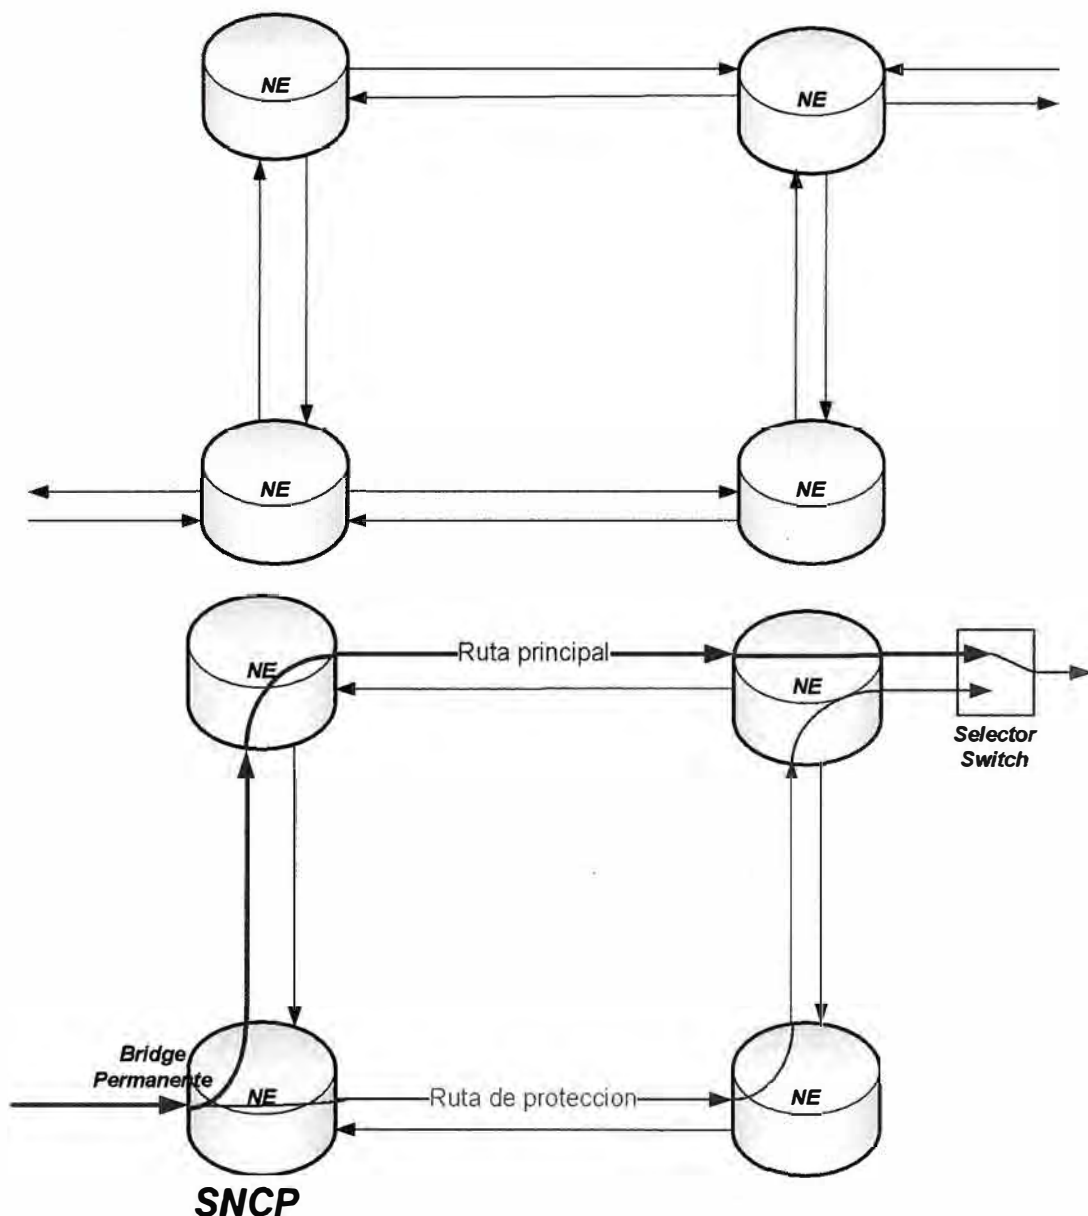 NE
NE
NE
NE
Ruta principal
NE
NE
Selector
Switch
Bridge
Permanente
NE
Ruta de proteccion
NE
SNCP